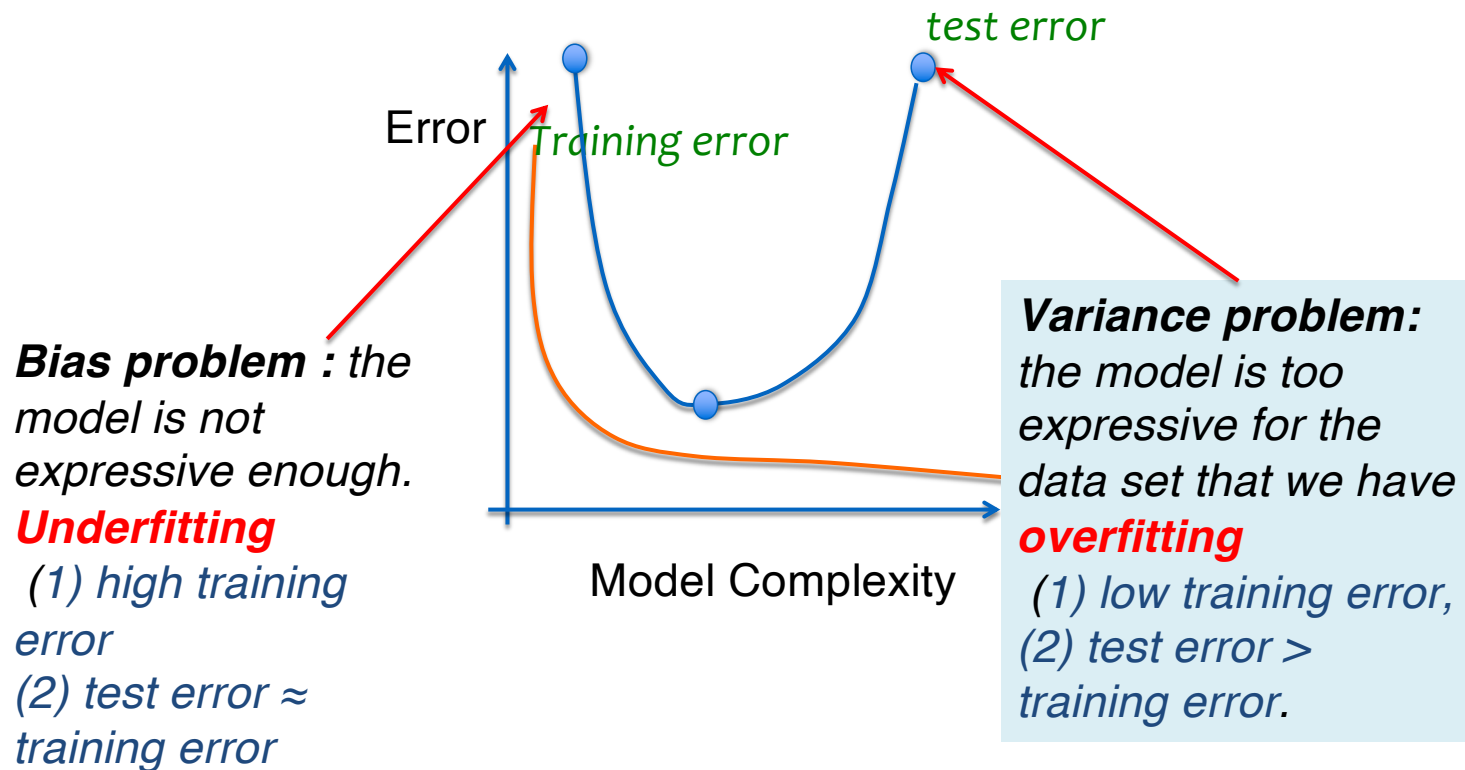 test error
Error
Training error
Bias problem : the
model is not
expressive enough.
Underfitting
(1) high training
error
(2) test error ≈
training error
Model Complexity
Variance problem:
the model is too
expressive for the
data set that we have
overfitting
(1) low training error,
(2) test error >
training error.